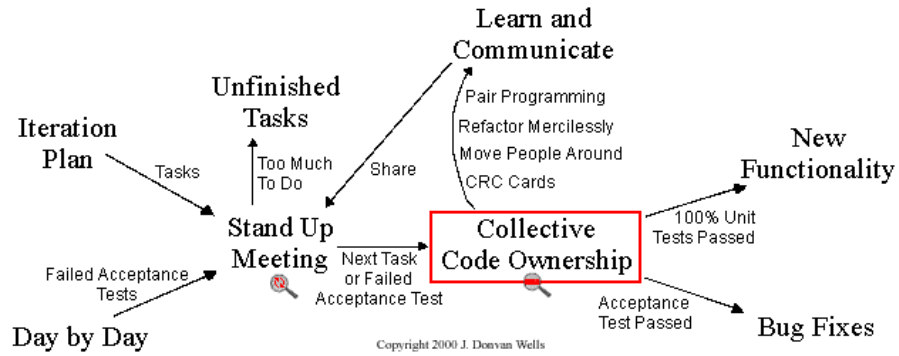 Learn and
Communicate
Unfinished
Tasks
Pair Programming
Refactor Mercilessly
Move People Around
CRC Cards
Iteration
Plan
New
Functionality
Tasks
Too Much
To Do
Share
Stand Up
Meeting
Collective
Code Ownership
100% Unit
Tests Passed
Next Task
or Failed
Acceptance Test
Failed Acceptance
Tests
Acceptance
Test Passed
Day by Day
Bug Fixes
Copyright 2000 J. Donvan Wells